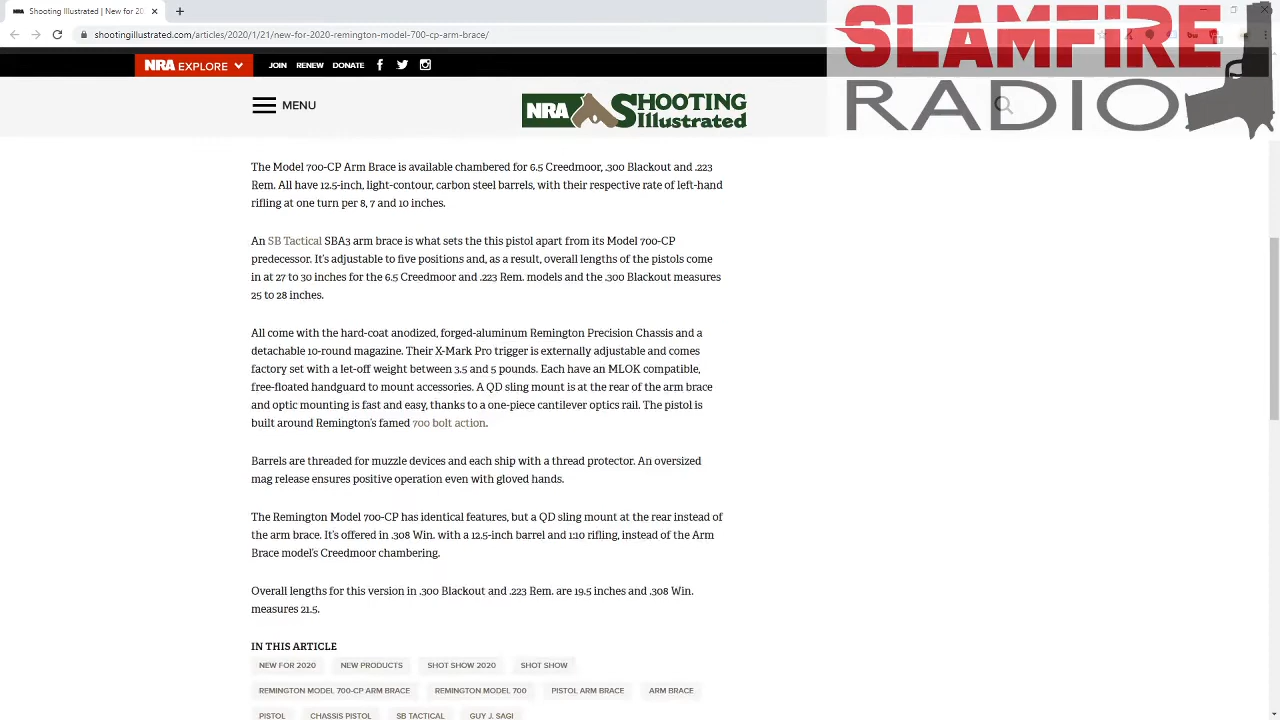 Shooting Illustrated | New for 20
shootingillustrated.com/articles/2020/1/21/new-for-2020-remington-model-700-cp-arm-brace/
SLAMFIRE
RADIO
NRA EXPLORE
JOIN RENEW DONATE
MENU
NRA SHOOTING
ILLUSTRATED
The Model 700-CP Arm Brace is available chambered for 6.5 Creedmoor, .300 Blackout and .223
Rem. All have 12.5-inch, light-contour, carbon steel barrels, with their respective rate of left-hand
rifling at one turn per 8, 7 and 10 inches.
An SB Tactical SBA3 arm brace is what sets the this pistol apart from its Model 700-CP
predecessor. It's adjustable to five positions and, as a result, overall lengths of the pistols come
in at 27 to 30 inches for the 6.5 Creedmoor and .223 Rem. models and the .300 Blackout measures
25 to 28 inches.
All come with the hard-coat anodized, forged-aluminum Remington Precision Chassis and a
detachable 10-round magazine. Their X-Mark Pro trigger is externally adjustable and comes
factory set with a let-off weight between 3.5 and 5 pounds. Each have an MLOK compatible,
free-floated handguard to mount accessories. A QD sling mount is at the rear of the arm brace
and optic mounting is fast and easy, thanks to a one-piece cantilever optics rail. The pistol is
built around Remington's famed 700 bolt action.
Barrels are threaded for muzzle devices and each ship with a thread protector. An oversized
mag release ensures positive operation even with gloved hands.
The Remington Model 700-CP has identical features, but a QD sling mount at the rear instead of
the arm brace. It's offered in .308 Win. with a 12.5-inch barrel and 1:10 rifling, instead of the Arm
Brace model's Creedmoor chambering.
Overall lengths for this version in .300 Blackout and .223 Rem. are 19.5 inches and .308 Win.
measures 21.5.
IN THIS ARTICLE
NEW FOR 2020 NEW PRODUCTS SHOT SHOW 2020 SHOT SHOW
REMINGTON MODEL 700-CP ARM BRACE REMINGTON MODEL 700 PISTOL ARM BRACE ARM BRACE
PISTOL CHASSIS PISTOL SB TACTICAL GUY J. SAGI